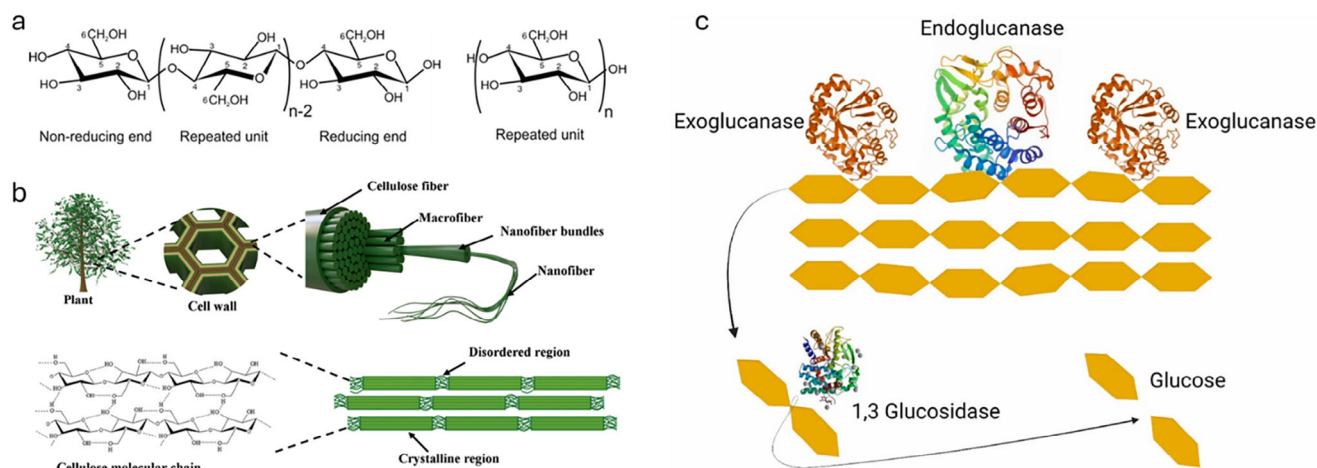 a
6CH₂OH
4
5
O
HO
HO
3
2
OH
1
O
3
HO
OH
2
1
O
5
4
O
6CH₂OH
n-2
6CH₂OH
4
5
O
OH
HO
3
2
OH
1
6CH₂OH
4
5
O
HO
OH
HO
3
2
OH
1
n
Non-reducing end
Repeated unit
Reducing end
Repeated unit
b
Cellulose fiber
Macrofiber
Nanofiber bundles
Nanofiber
Plant
Cell wall
Disordered region
Crystalline region
Cellulose molecular chain
c
Endoglucanase
Exoglucanase
Exoglucanase
1,3 Glucosidase
Glucose